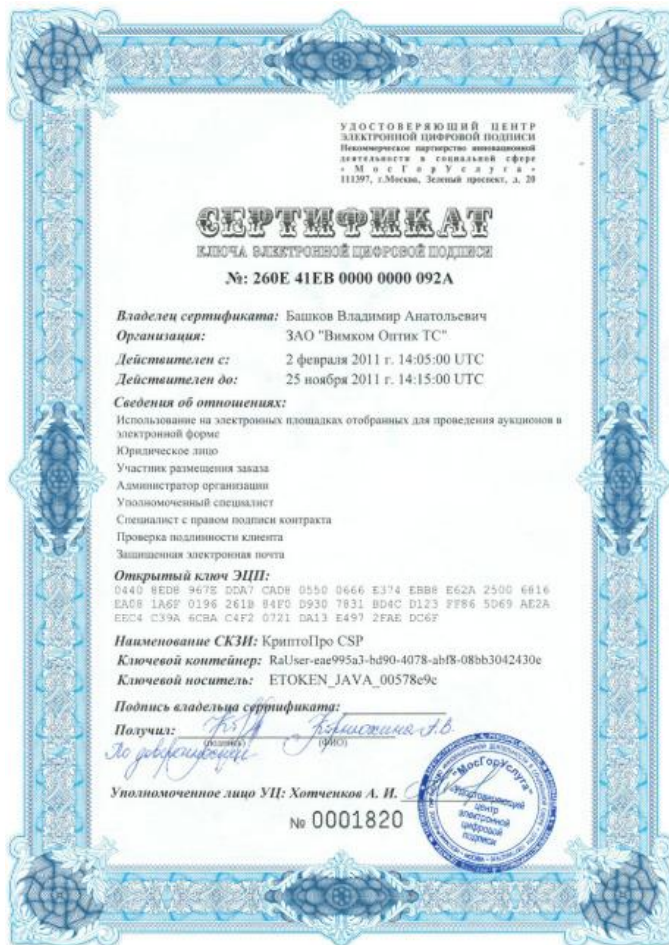 УДОСТОВЕРЯЮЩИЙ ЦЕНТР
ЭЛЕКТРОННОЙ ЦИФРОВОЙ ПОДПИСИ
Некоммерческое партнерство инновационной
деятельности в социальной сфере
«МосГорУслуга»
111397, г.Москва, Зеленый проспект, д. 20
СЕРТИФИКАТ
КЛЮЧА ЭЛЕКТРОННОЙ ЦИФРОВОЙ ПОДПИСИ
№: 260E 41EB 0000 0000 092A
Владелец сертификата: Башков Владимир Анатольевич
Организация: ЗАО "Вимком Оптик ТС"
Действителен с: 2 февраля 2011 г. 14:05:00 UTC
Действителен до: 25 ноября 2011 г. 14:15:00 UTC
Сведения об отношениях:
Использование на электронных площадках отобранных для проведения аукционов в
электронной форме
Юридическое лицо
Участник размещения заказа
Администратор организации
Уполномоченный специалист
Специалист с правом подписи контракта
Проверка подлинности клиента
Защищенная электронная почта
Открытый ключ ЭЦП:
0440 8ED8 967E DDA7 CAD8 0550 0666 E374 EBB8 E62A 2500 6816
EA08 1A6F 0196 261B 84F0 D930 7831 BD4C D123 FF86 5D69 AE2A
EEC4 C39A 6CBA C4F2 0721 DA13 E497 2FAE DC6F
Наименование СКЗИ: КриптоПро CSP
Ключевой контейнер: RaUser-eae995a3-bd90-4078-abf8-08bb3042430e
Ключевой носитель: ETOKEN_JAVA_00578e9c
Подпись владельца сертификата:
Получил:
(подпись) (ФИО)
По доверенности
Уполномоченное лицо УЦ: Хотченков А. И.
№ 0001820
"МосГорУслуга"
Удостоверяющий
центр
электронной
цифровой
подписи